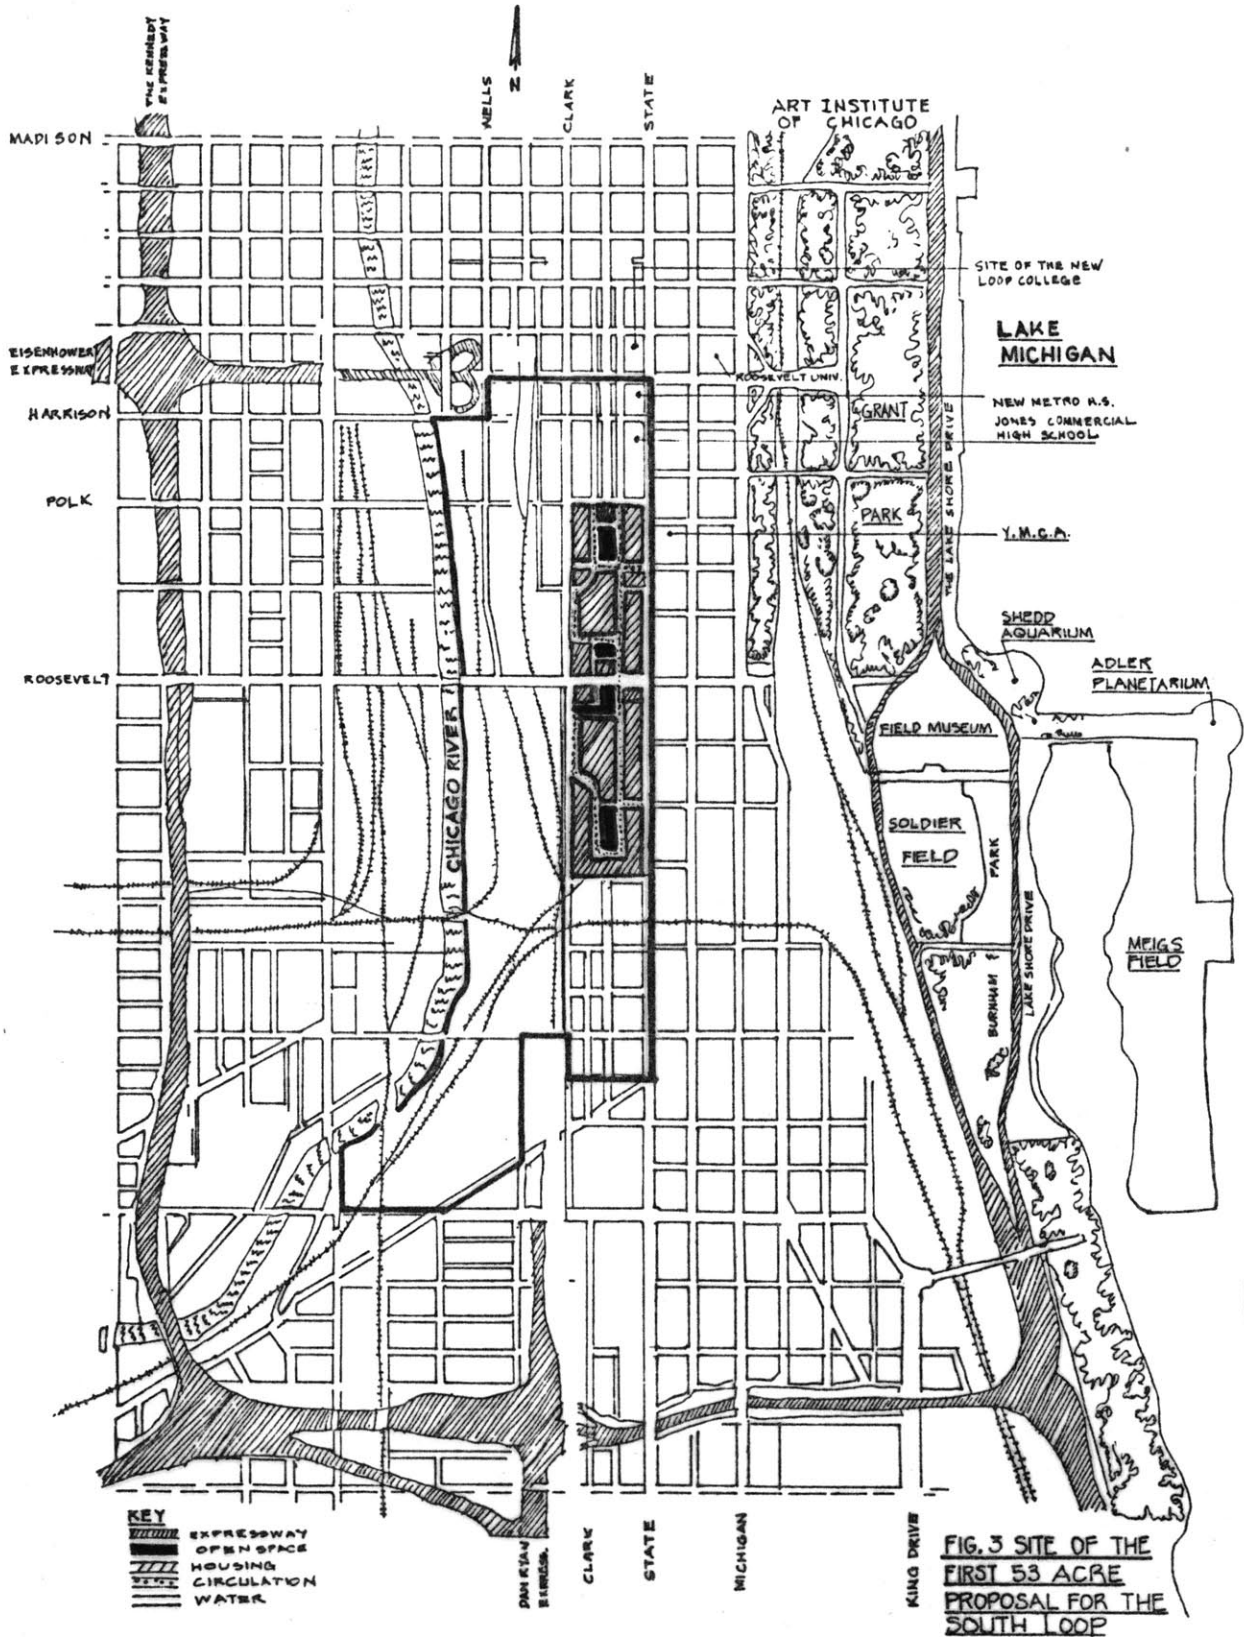 THE KENNEDY
EXPRESSWAY
N
WELLS
CLARK
STATE
ART INSTITUTE
OF CHICAGO
MADISON
SITE OF THE NEW
LOOP COLLEGE
LAKE
MICHIGAN
EISENHOWER
EXPRESSWAY
ROOSEVELT UNIV.
HARRISON
GRANT
NEW METRO H.S.
JONES COMMERCIAL
HIGH SCHOOL
THE LAKE SHORE DRIVE
POLK
PARK
Y.M.C.A.
SHEDD
AQUARIUM
ADLER
PLANETARIUM
ROOSEVELT
CHICAGO RIVER
FIELD MUSEUM
SOLDIER
FIELD
PARK
BURNHAM
LAKE SHORE DRIVE
MEIGS
FIELD
KEY
EXPRESSWAY
OPEN SPACE
HOUSING
CIRCULATION
WATER
DAN RYAN
EXPRESS.
CLARK
STATE
MICHIGAN
KING DRIVE
FIG. 3 SITE OF THE
FIRST 53 ACRE
PROPOSAL FOR THE
SOUTH LOOP